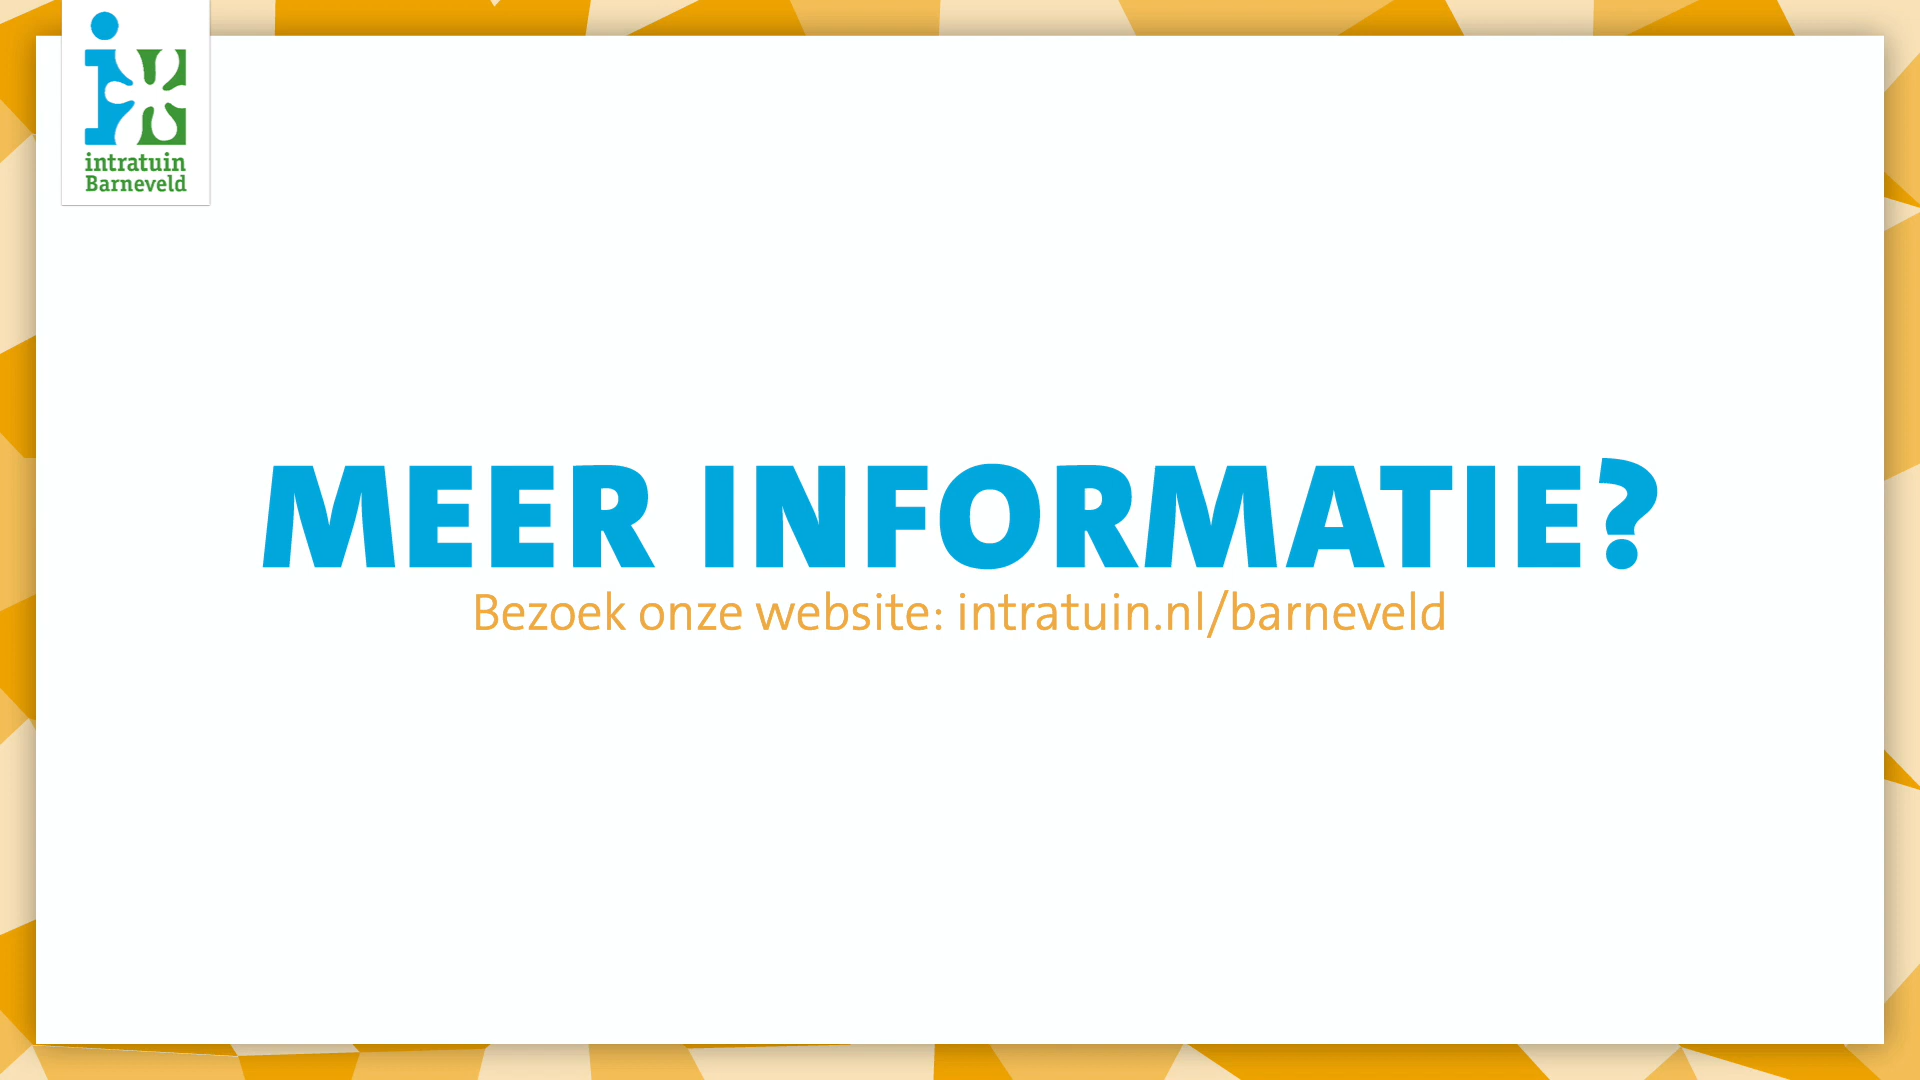 intratuin
Barneveld
MEER INFORMATIE?
Bezoek onze website: intratuin.nl/barneveld